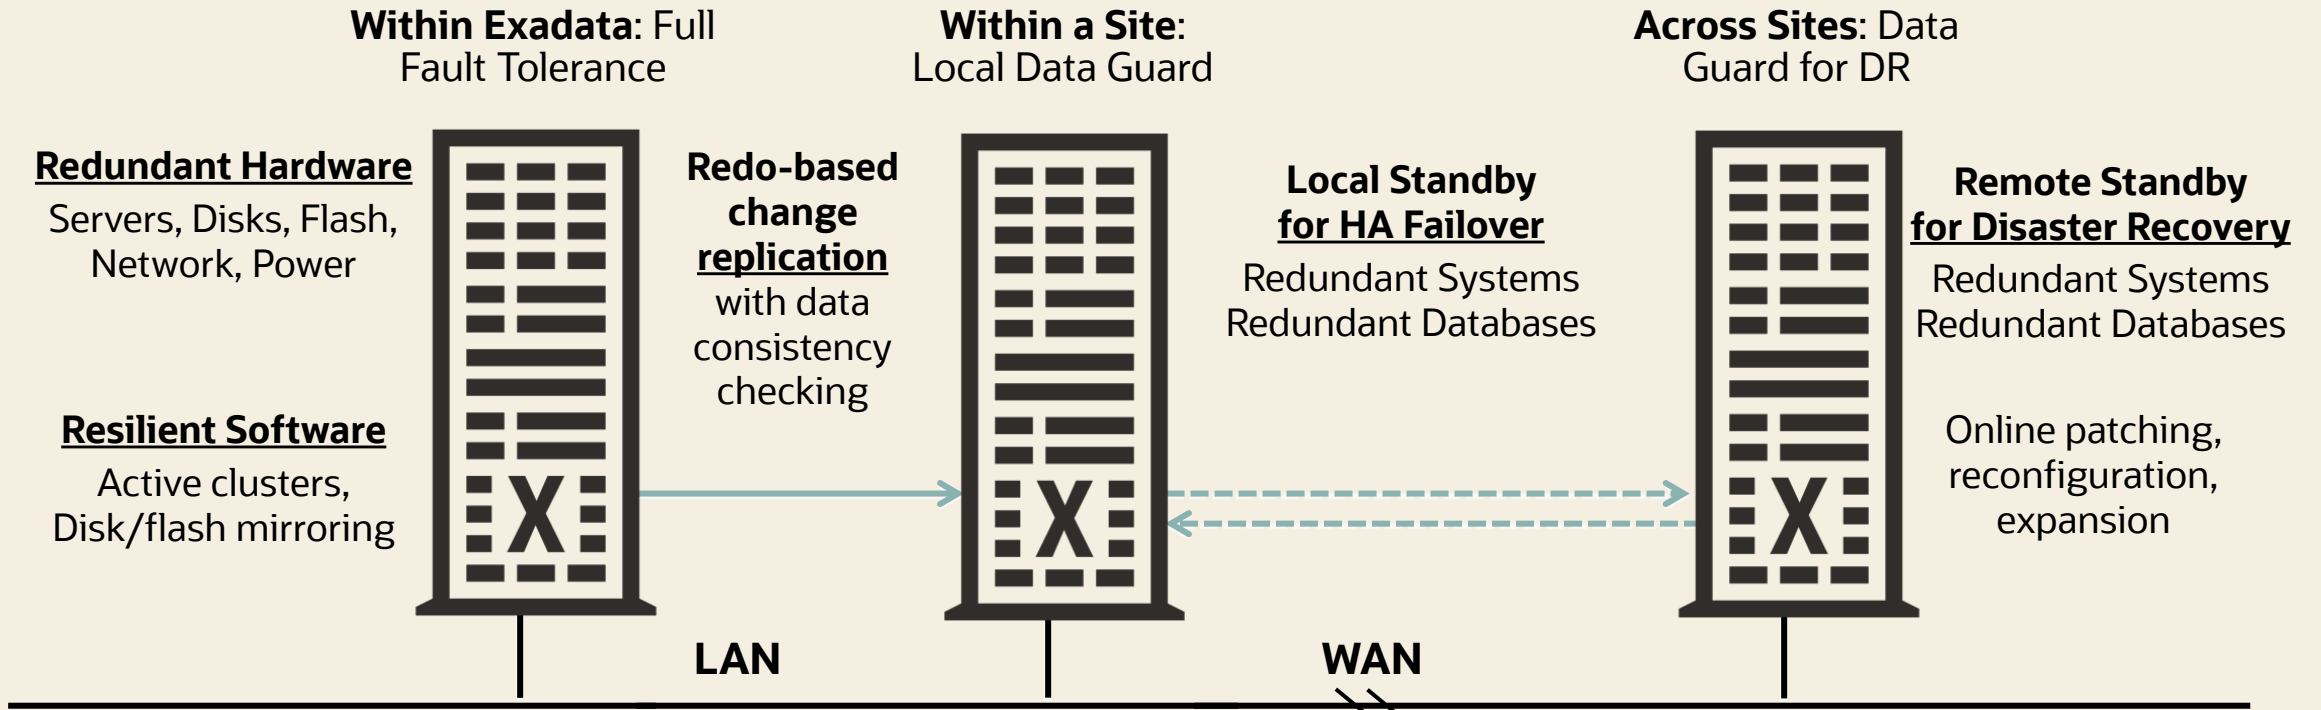 Within Exadata: Full
Fault Tolerance
Within a Site:
Local Data Guard
Across Sites: Data
Guard for DR
Redundant Hardware
Servers, Disks, Flash,
Network, Power
Resilient Software
Active clusters,
Disk/flash mirroring
Redo-based
change
replication
with data
consistency
checking
Local Standby
for HA Failover
Redundant Systems
Redundant Databases
Remote Standby
for Disaster Recovery
Redundant Systems
Redundant Databases
Online patching,
reconfiguration,
expansion
X
X
X
LAN
WAN